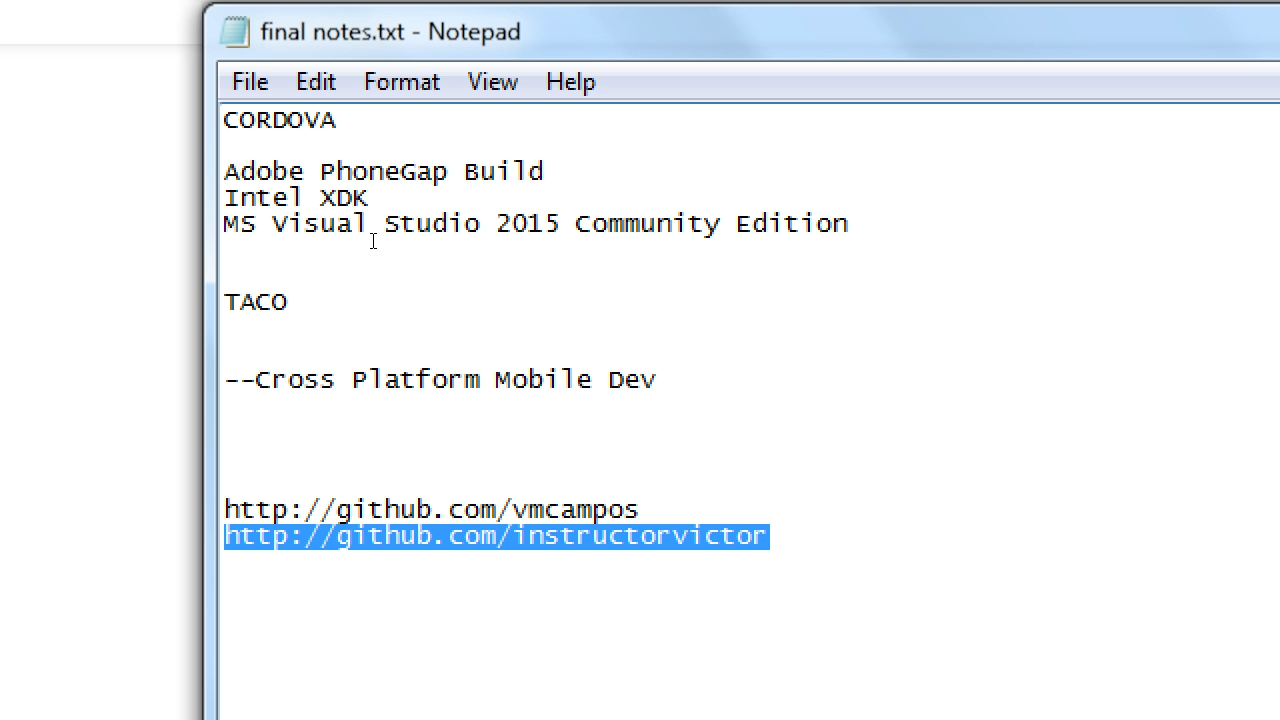 final notes.txt - Notepad
File Edit Format View Help
CORDOVA
Adobe PhoneGap Build
Intel XDK
MS Visual Studio 2015 Community Edition
TACO
--Cross Platform Mobile Dev
http://github.com/vmcampos
http://github.com/instructorvictor